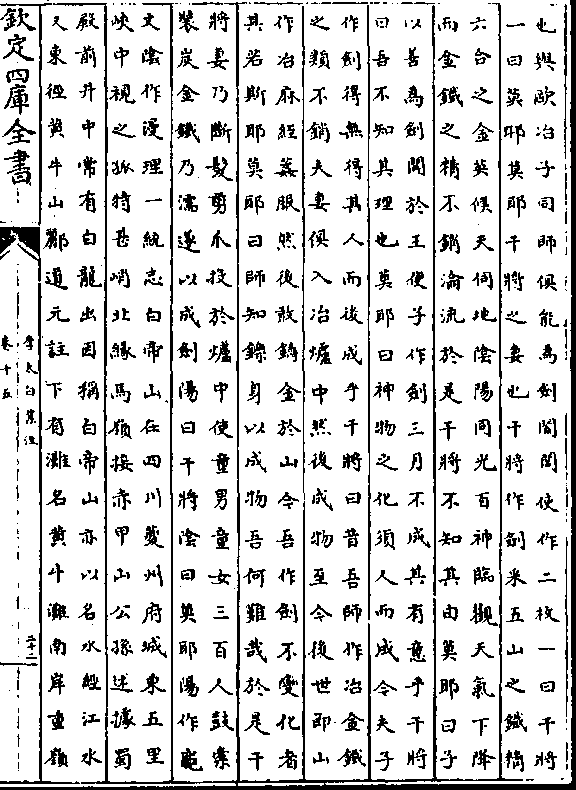 也與歐冶子同師俱能為劍闔閭使作二枚一曰干將
一曰莫耶莫耶干將之妻也干將作劍采五山之鐵精
六合之金英候天伺地陰陽同光百神臨觀天氣下降
而金鐵之精不銷淪流於是干將不知其由莫耶曰子
以善為劍聞於王使子作劍三月不成其有意乎干將
曰吾不知其理也莫耶曰神物之化須人而成今夫子
作劍得無得其人而後成乎干將曰昔吾師作冶金鐵
之類不銷夫妻俱入冶爐中然後成物至今後世即山
作冶麻絰葌服然後敢鑄金於山今吾作劍不變化者
其若斯耶莫耶曰師知鑠身以成物吾何難哉於是干
將妻乃斷髮剪爪投於爐中使童男童女三百人鼓橐
裝炭金鐵乃濡遂以成劍陽曰干將陰曰莫耶陽作龜
文陰作漫理一統志白帝山在四川夔州府城東五里
峽中視之孤特甚峭北緣馬嶺接赤甲山公孫述據蜀
殿前井中常有白龍出因稱白帝山亦以名水經江水
又東徑黃牛山酈道元註下有灘名黃牛灘南岸重嶺
欽定四庫全書
李太白集注
卷十五
二十二